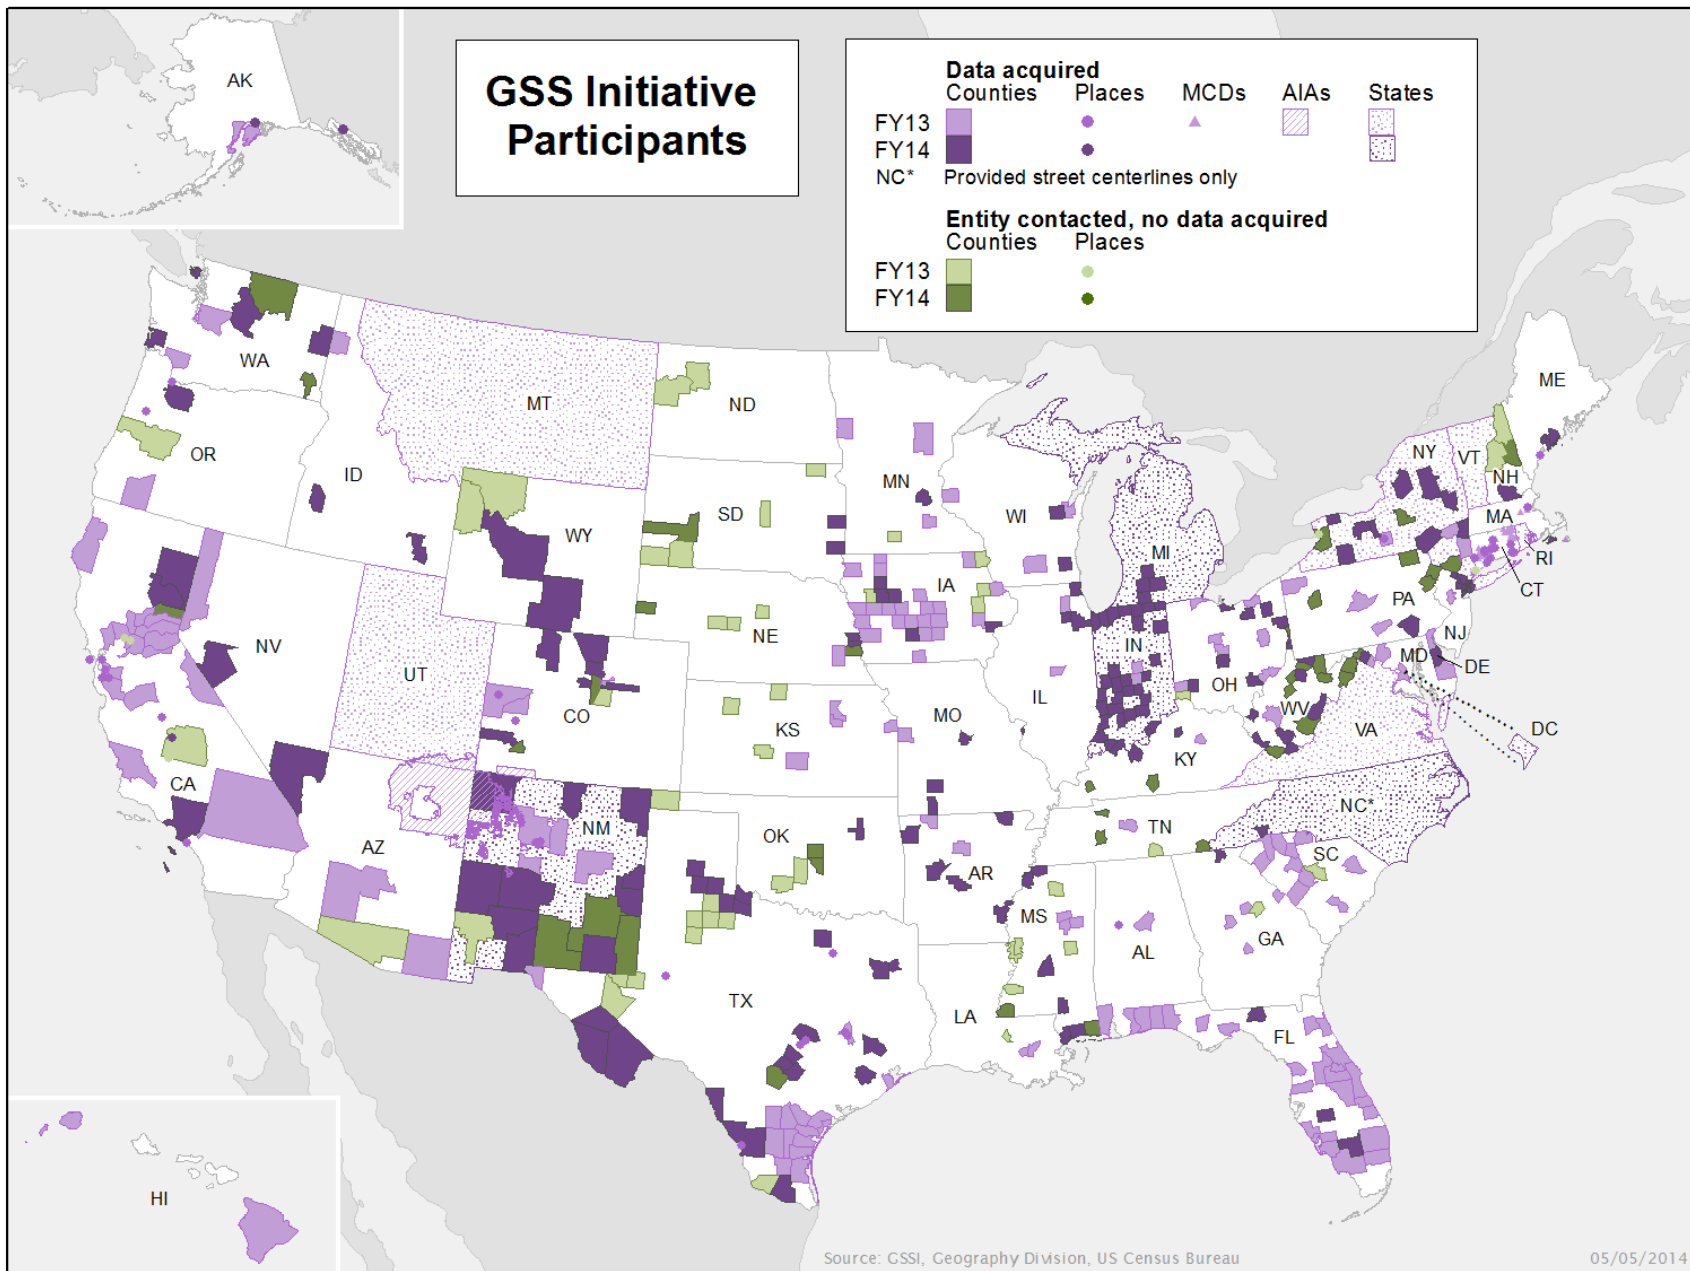 GSS Initiative
Participants
Data acquired
Counties Places MCDs AIAs States
FY13
FY14
NC* Provided street centerlines only
Entity contacted, no data acquired
Counties Places
FY13
FY14
AK
WA
MT
ND
ME
OR
ID
SD
MN
WI
MI
NY
VT
NH
MA
RI
CT
WY
IA
NE
PA
NJ
NV
UT
IL
IN
OH
MD
DE
CO
KS
MO
WV
VA
DC
KY
CA
AZ
NM
OK
AR
TN
NC*
SC
MS
AL
GA
TX
LA
FL
HI
Source: GSSI, Geography Division, US Census Bureau
05/05/2014